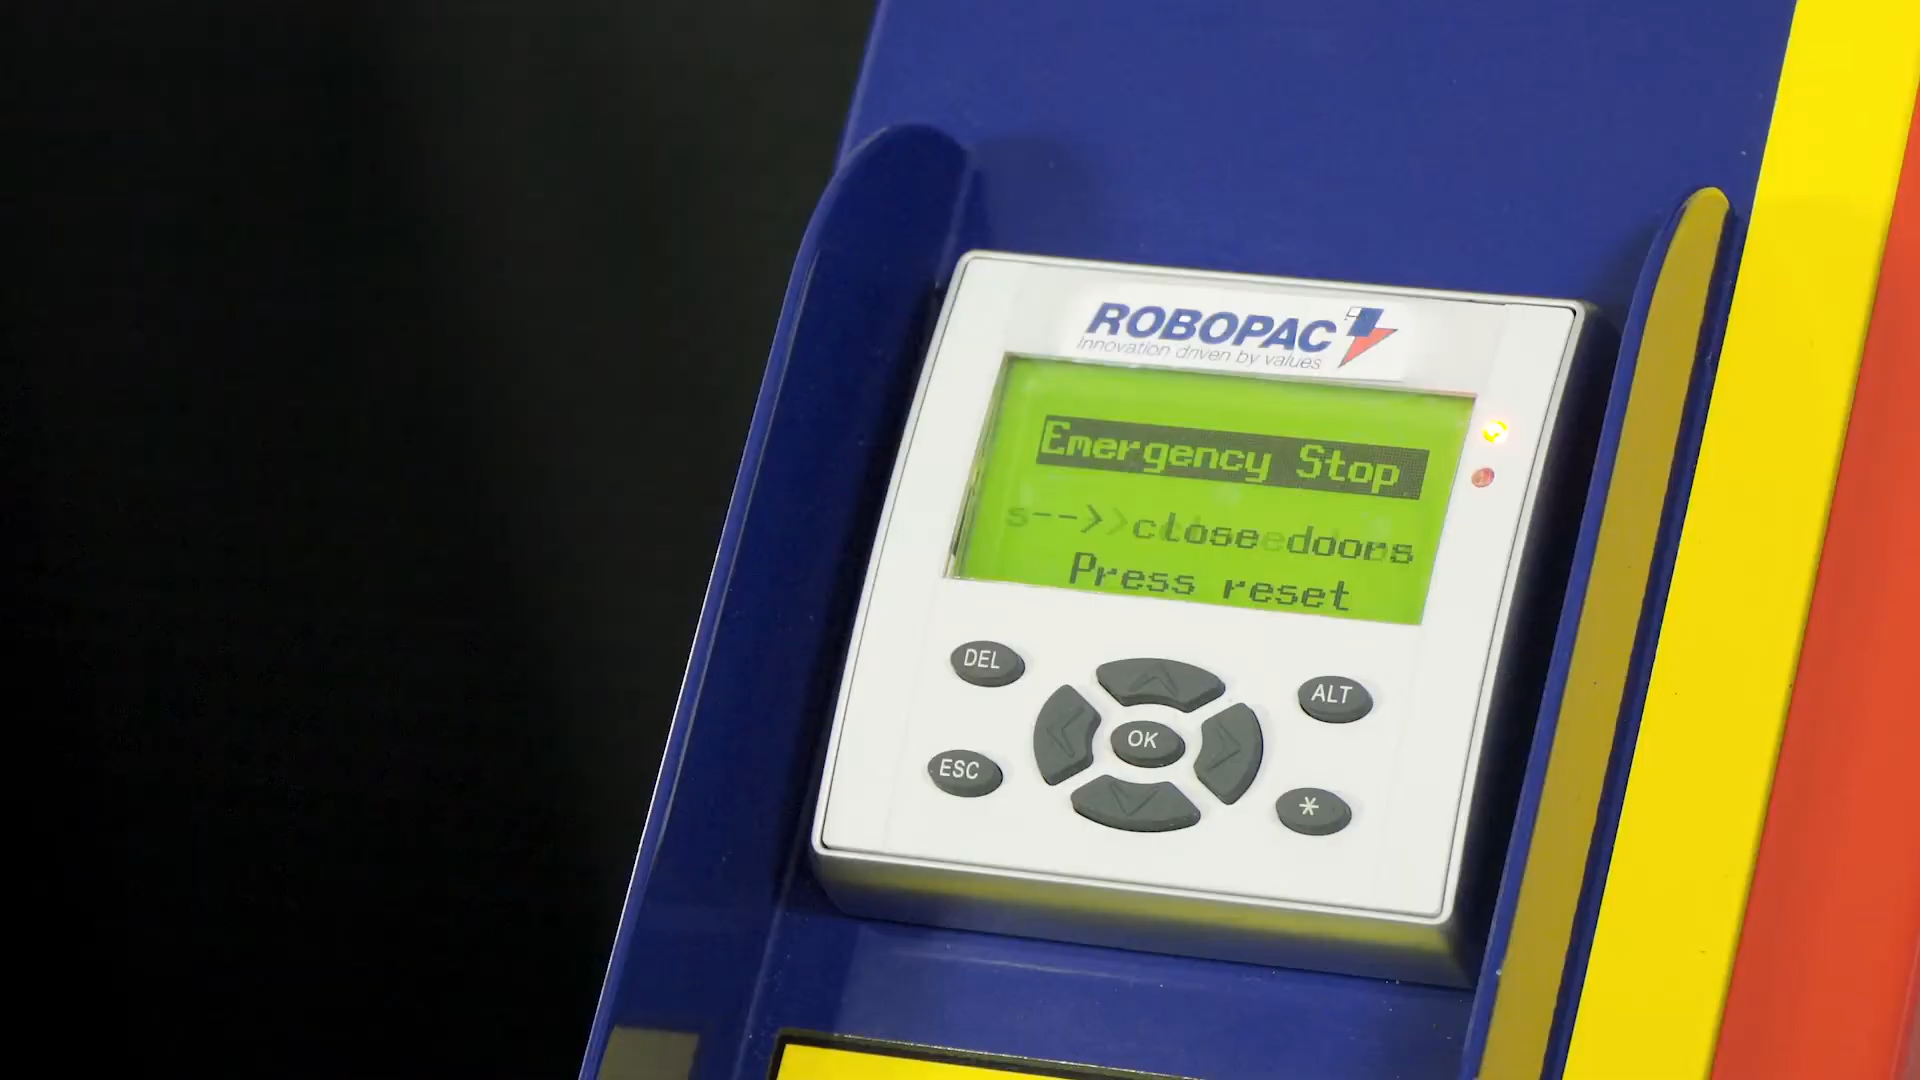 ROBOPAC
Innovation driven by values
Emergency Stop
s-->>close doors
Press reset
DEL
ALT
OK
ESC
*